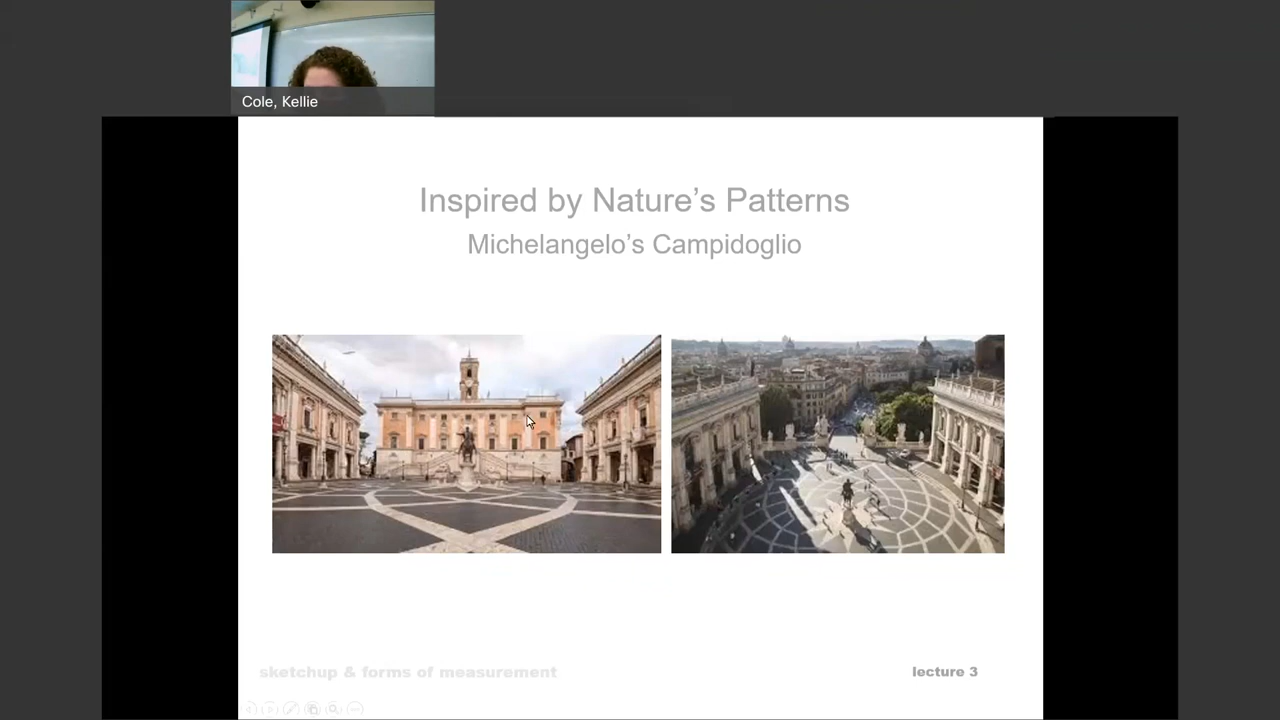 Cole, Kellie
Inspired by Nature’s Patterns
Michelangelo’s Campidoglio
sketchup & forms of measurement
lecture 3